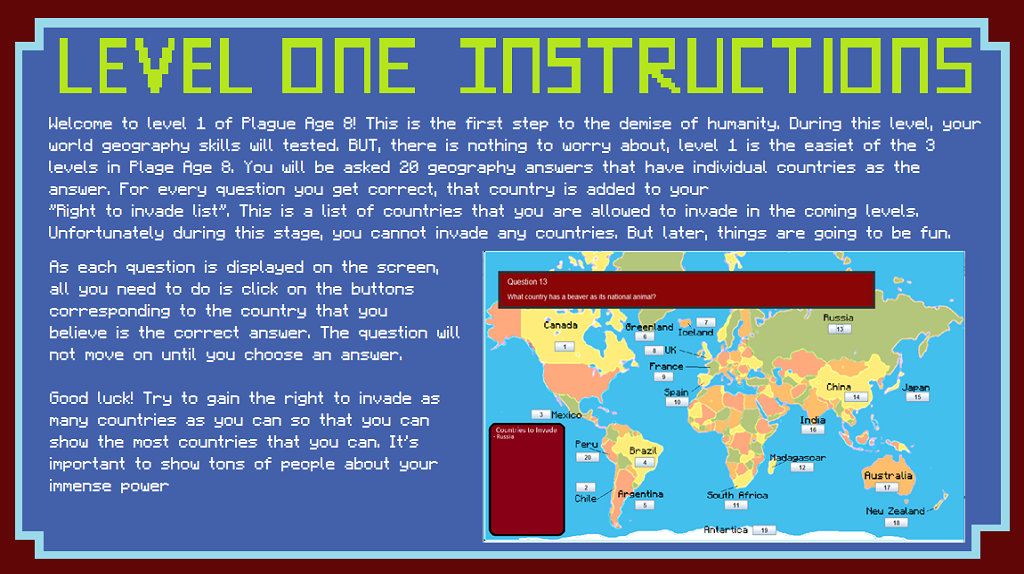 LEVEL ONE INSTRUCTIONS
Welcome to level 1 of Plague Age 8! This is the first step to the demise of humanity. During this level, your
world geography skills will tested. BUT, there is nothing to worry about, level 1 is the easiet of the 3
levels in Plage Age 8. You will be asked 20 geography answers that have individual countries as the
answer. For every question you get correct, that country is added to your
"Right to invade list". This is a list of countries that you are allowed to invade in the coming levels.
Unfortunately during this stage, you cannot invade any countries. But later, things are going to be fun.
As each question is displayed on the screen,
all you need to do is click on the buttons
corresponding to the country that you
believe is the correct answer. The question will
not move on until you choose an answer.
Good luck! Try to gain the right to invade as
many countries as you can so that you can
show the most countries that you can. It's
important to show tons of people about your
immense power
Question 13
What country has a beaver as its national animal?
Canada
1
Greenland
6
7
Iceland
Russia
13
8 UK
France
9
Spain
10
China
14
Japan
15
3 Mexico
India
16
Countries to Invade
- Russia
Peru
20
Brazil
4
Madagascar
12
Australia
17
2
Chile
Argentina
5
South Africa
11
New Zealand
18
Antartica 19